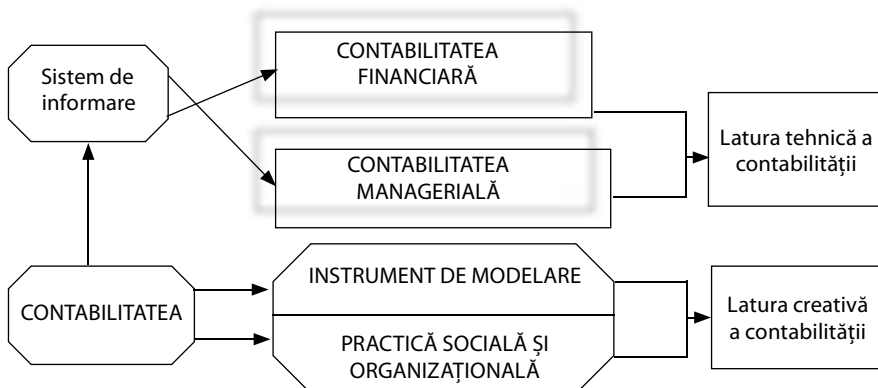 Sistem de
informare
CONTABILITATEA
FINANCIARĂ
CONTABILITATEA
MANAGERIALĂ
Latura tehnică a
contabilității
CONTABILITATEA
INSTRUMENT DE MODELARE
PRACTICĂ SOCIALĂ ȘI
ORGANIZAȚIONALĂ
Latura creativă
a contabilității